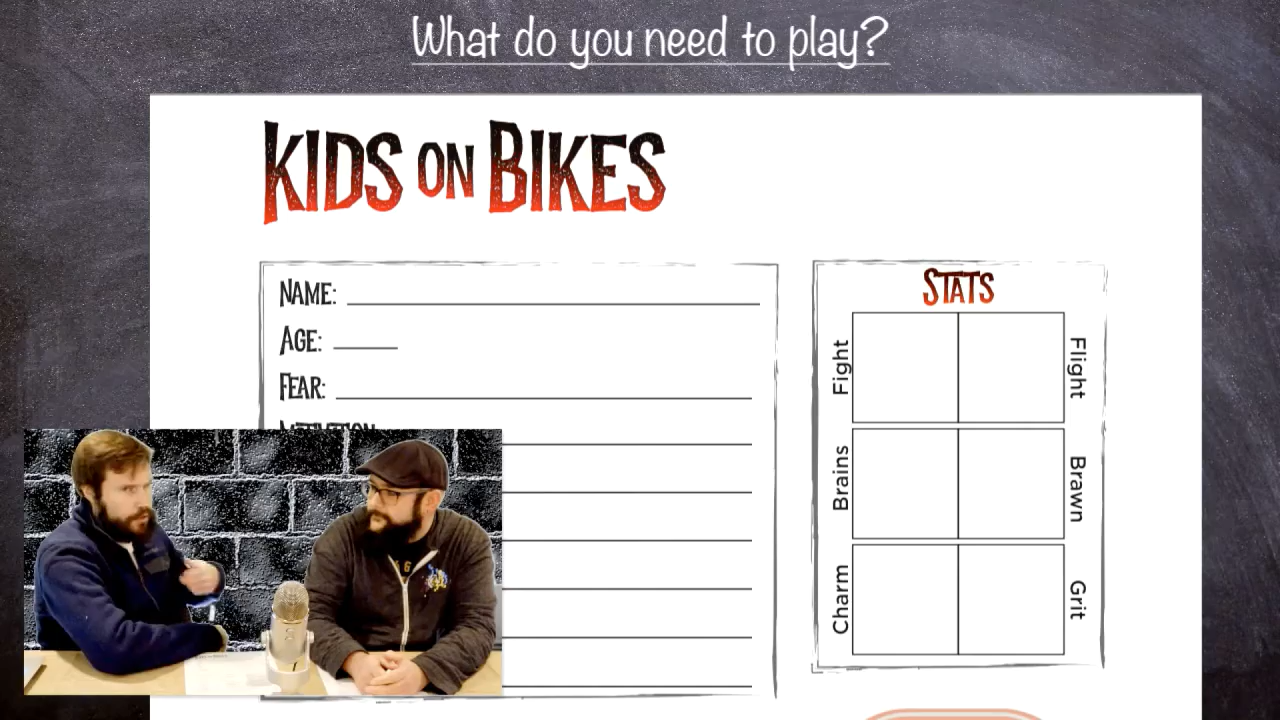 What do you need to play?
KIDS ON BIKES
NAME:
AGE:
FEAR:
STATS
Fight
Flight
Brains
Brawn
Charm
Grit